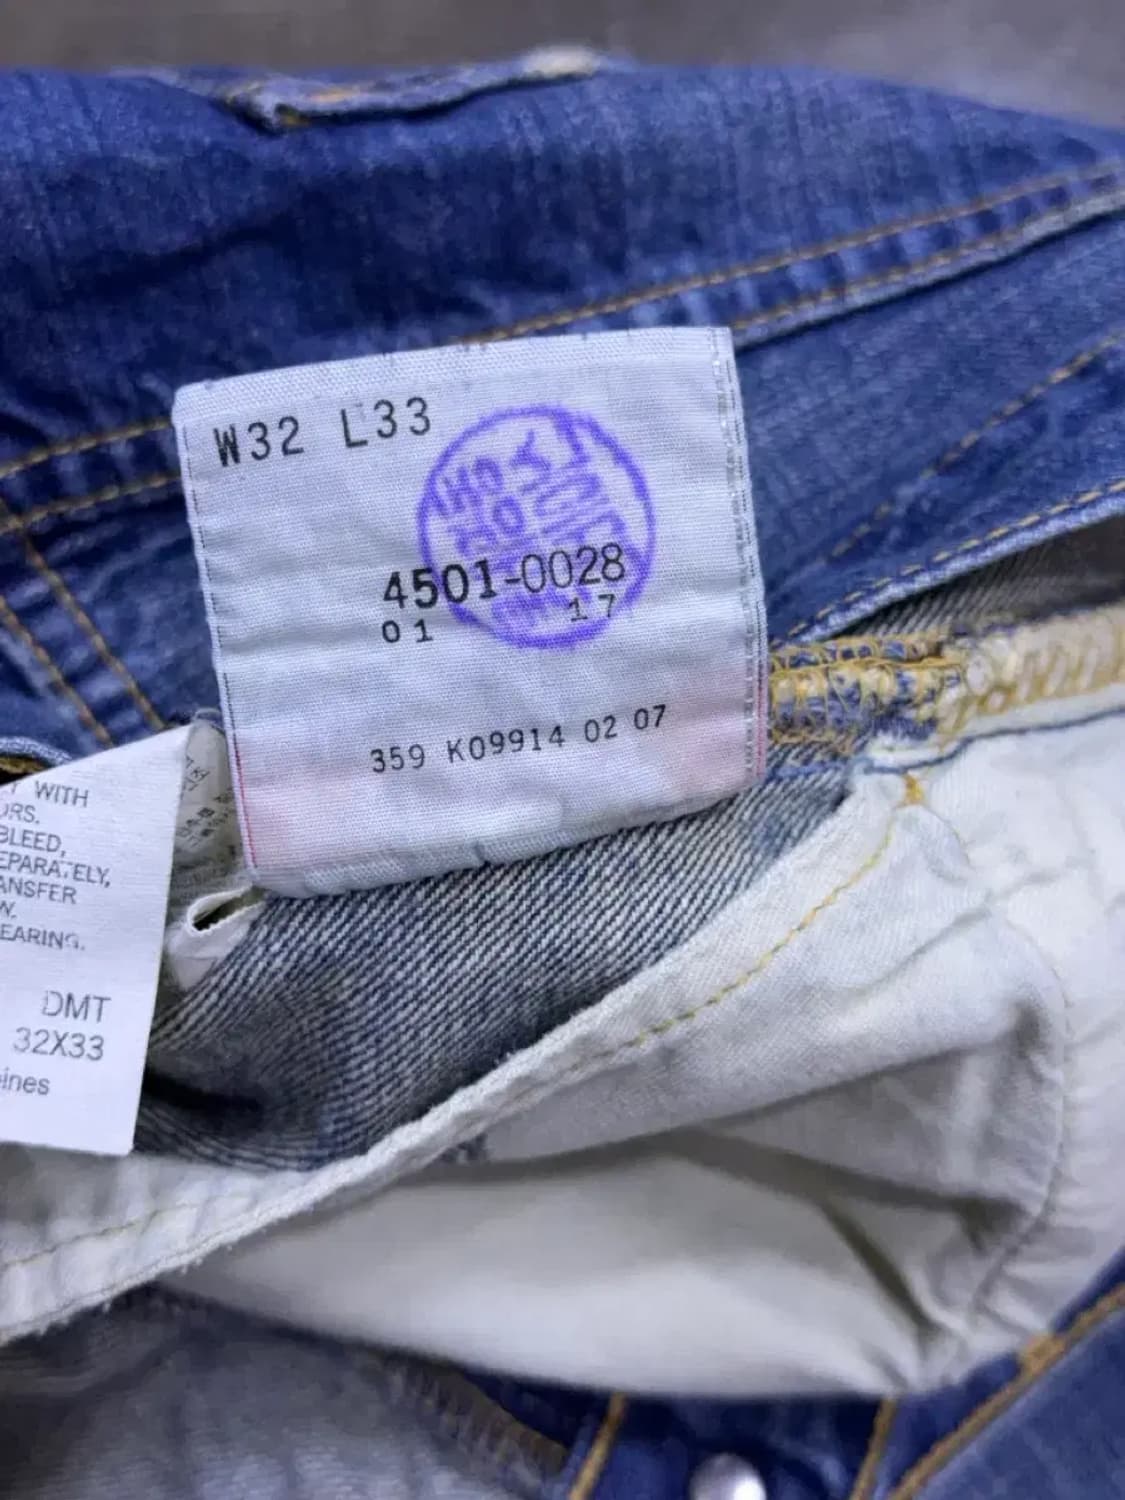 W32 L33
4501-0028
01 17
359 K09914 02 07
WITH
BLEED,
EPARATELY,
ANSFER
W.
EARING.
DMT
32X33
eines